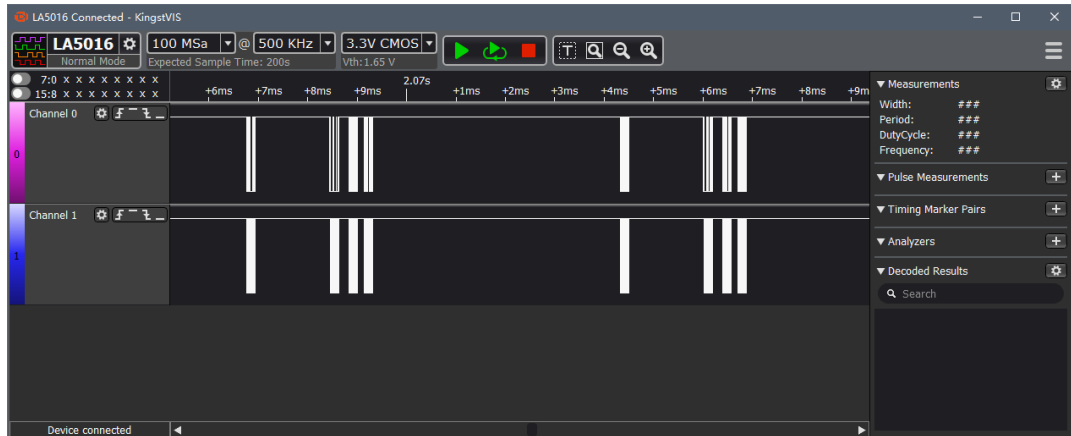 LA5016 Connected - KingstVIS
LA5016 100 MSa @ 500 KHz 3.3V CMOS
Normal Mode Expected Sample Time: 200s Vth:1.65 V
7:0 x x x x x x x x
15:8 x x x x x x x x
2.07s
+6ms +7ms +8ms +9ms +1ms +2ms +3ms +4ms +5ms +6ms +7ms +8ms +9m
Channel 0
0
Channel 1
1
Measurements
Width: ###
Period: ###
DutyCycle: ###
Frequency: ###
Pulse Measurements
Timing Marker Pairs
Analyzers
Decoded Results
Search
Device connected